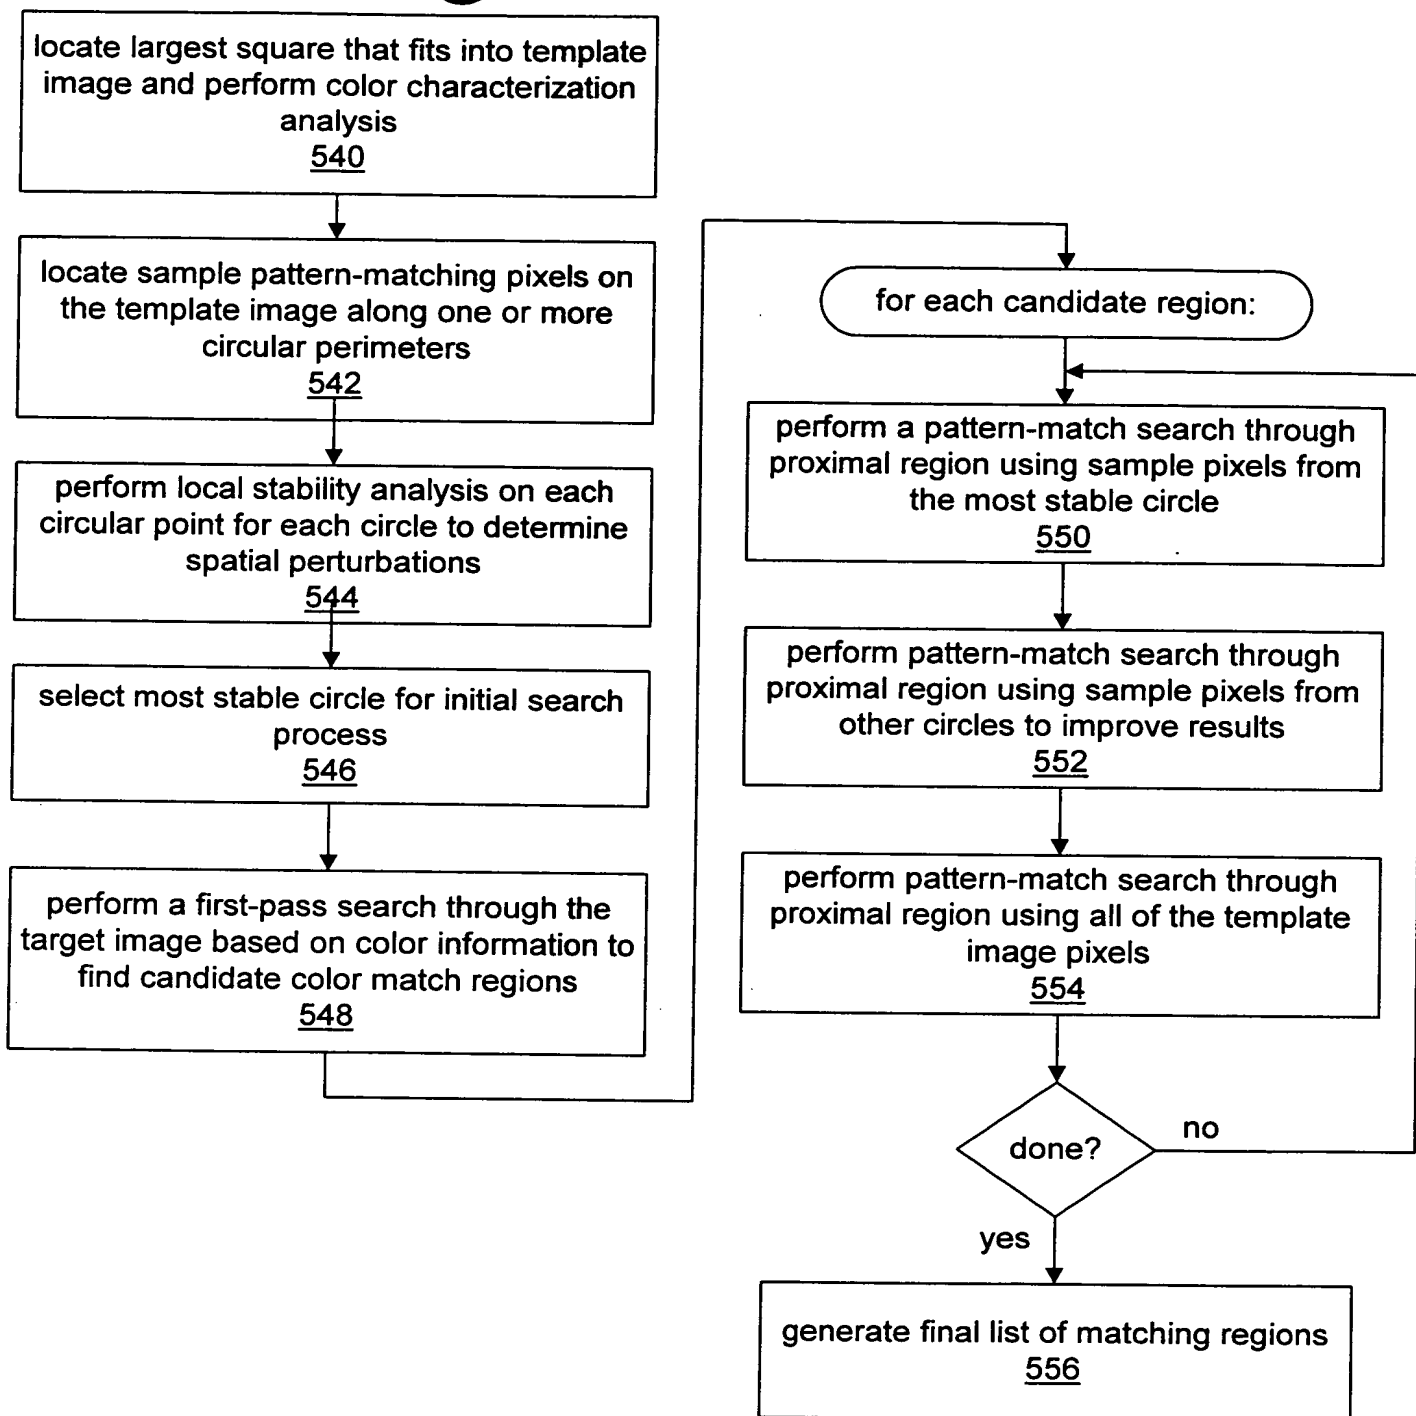 locate largest square that fits into template
image and perform color characterization
analysis
540
locate sample pattern-matching pixels on
the template image along one or more
circular perimeters
542
perform local stability analysis on each
circular point for each circle to determine
spatial perturbations
544
select most stable circle for initial search
process
546
perform a first-pass search through the
target image based on color information to
find candidate color match regions
548
for each candidate region:
perform a pattern-match search through
proximal region using sample pixels from
the most stable circle
550
perform pattern-match search through
proximal region using sample pixels from
other circles to improve results
552
perform pattern-match search through
proximal region using all of the template
image pixels
554
done?
no
yes
generate final list of matching regions
556